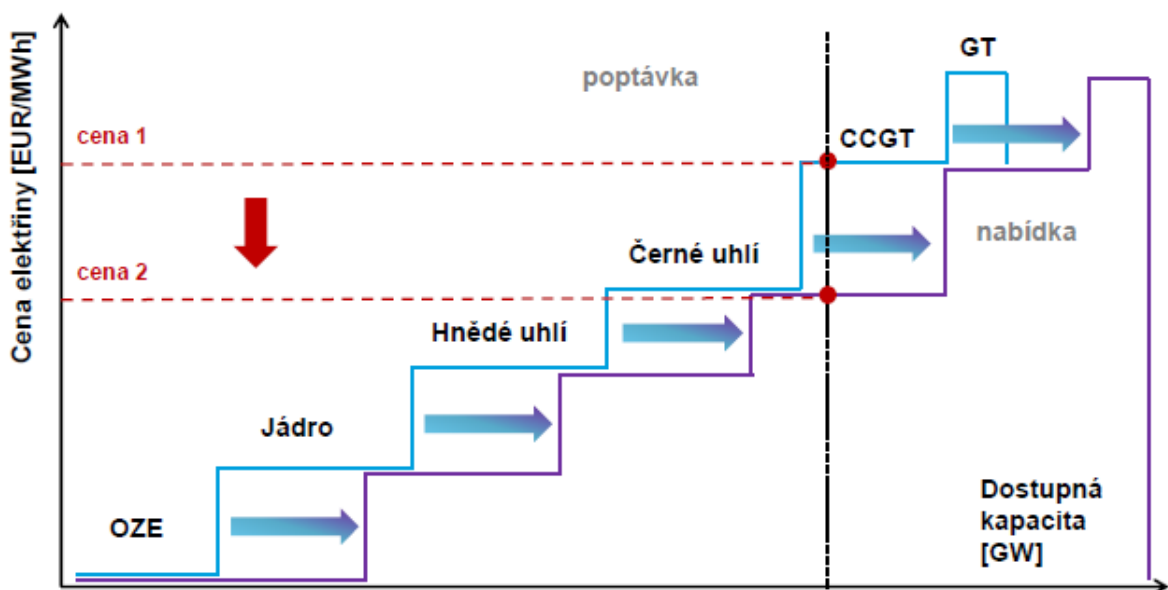 Cena elektřiny [EUR/MWh]
GT
poptávka
cena 1
CCGT
nabídka
Černé uhlí
cena 2
Hnědé uhlí
Jádro
Dostupná
kapacita
[GW]
OZE